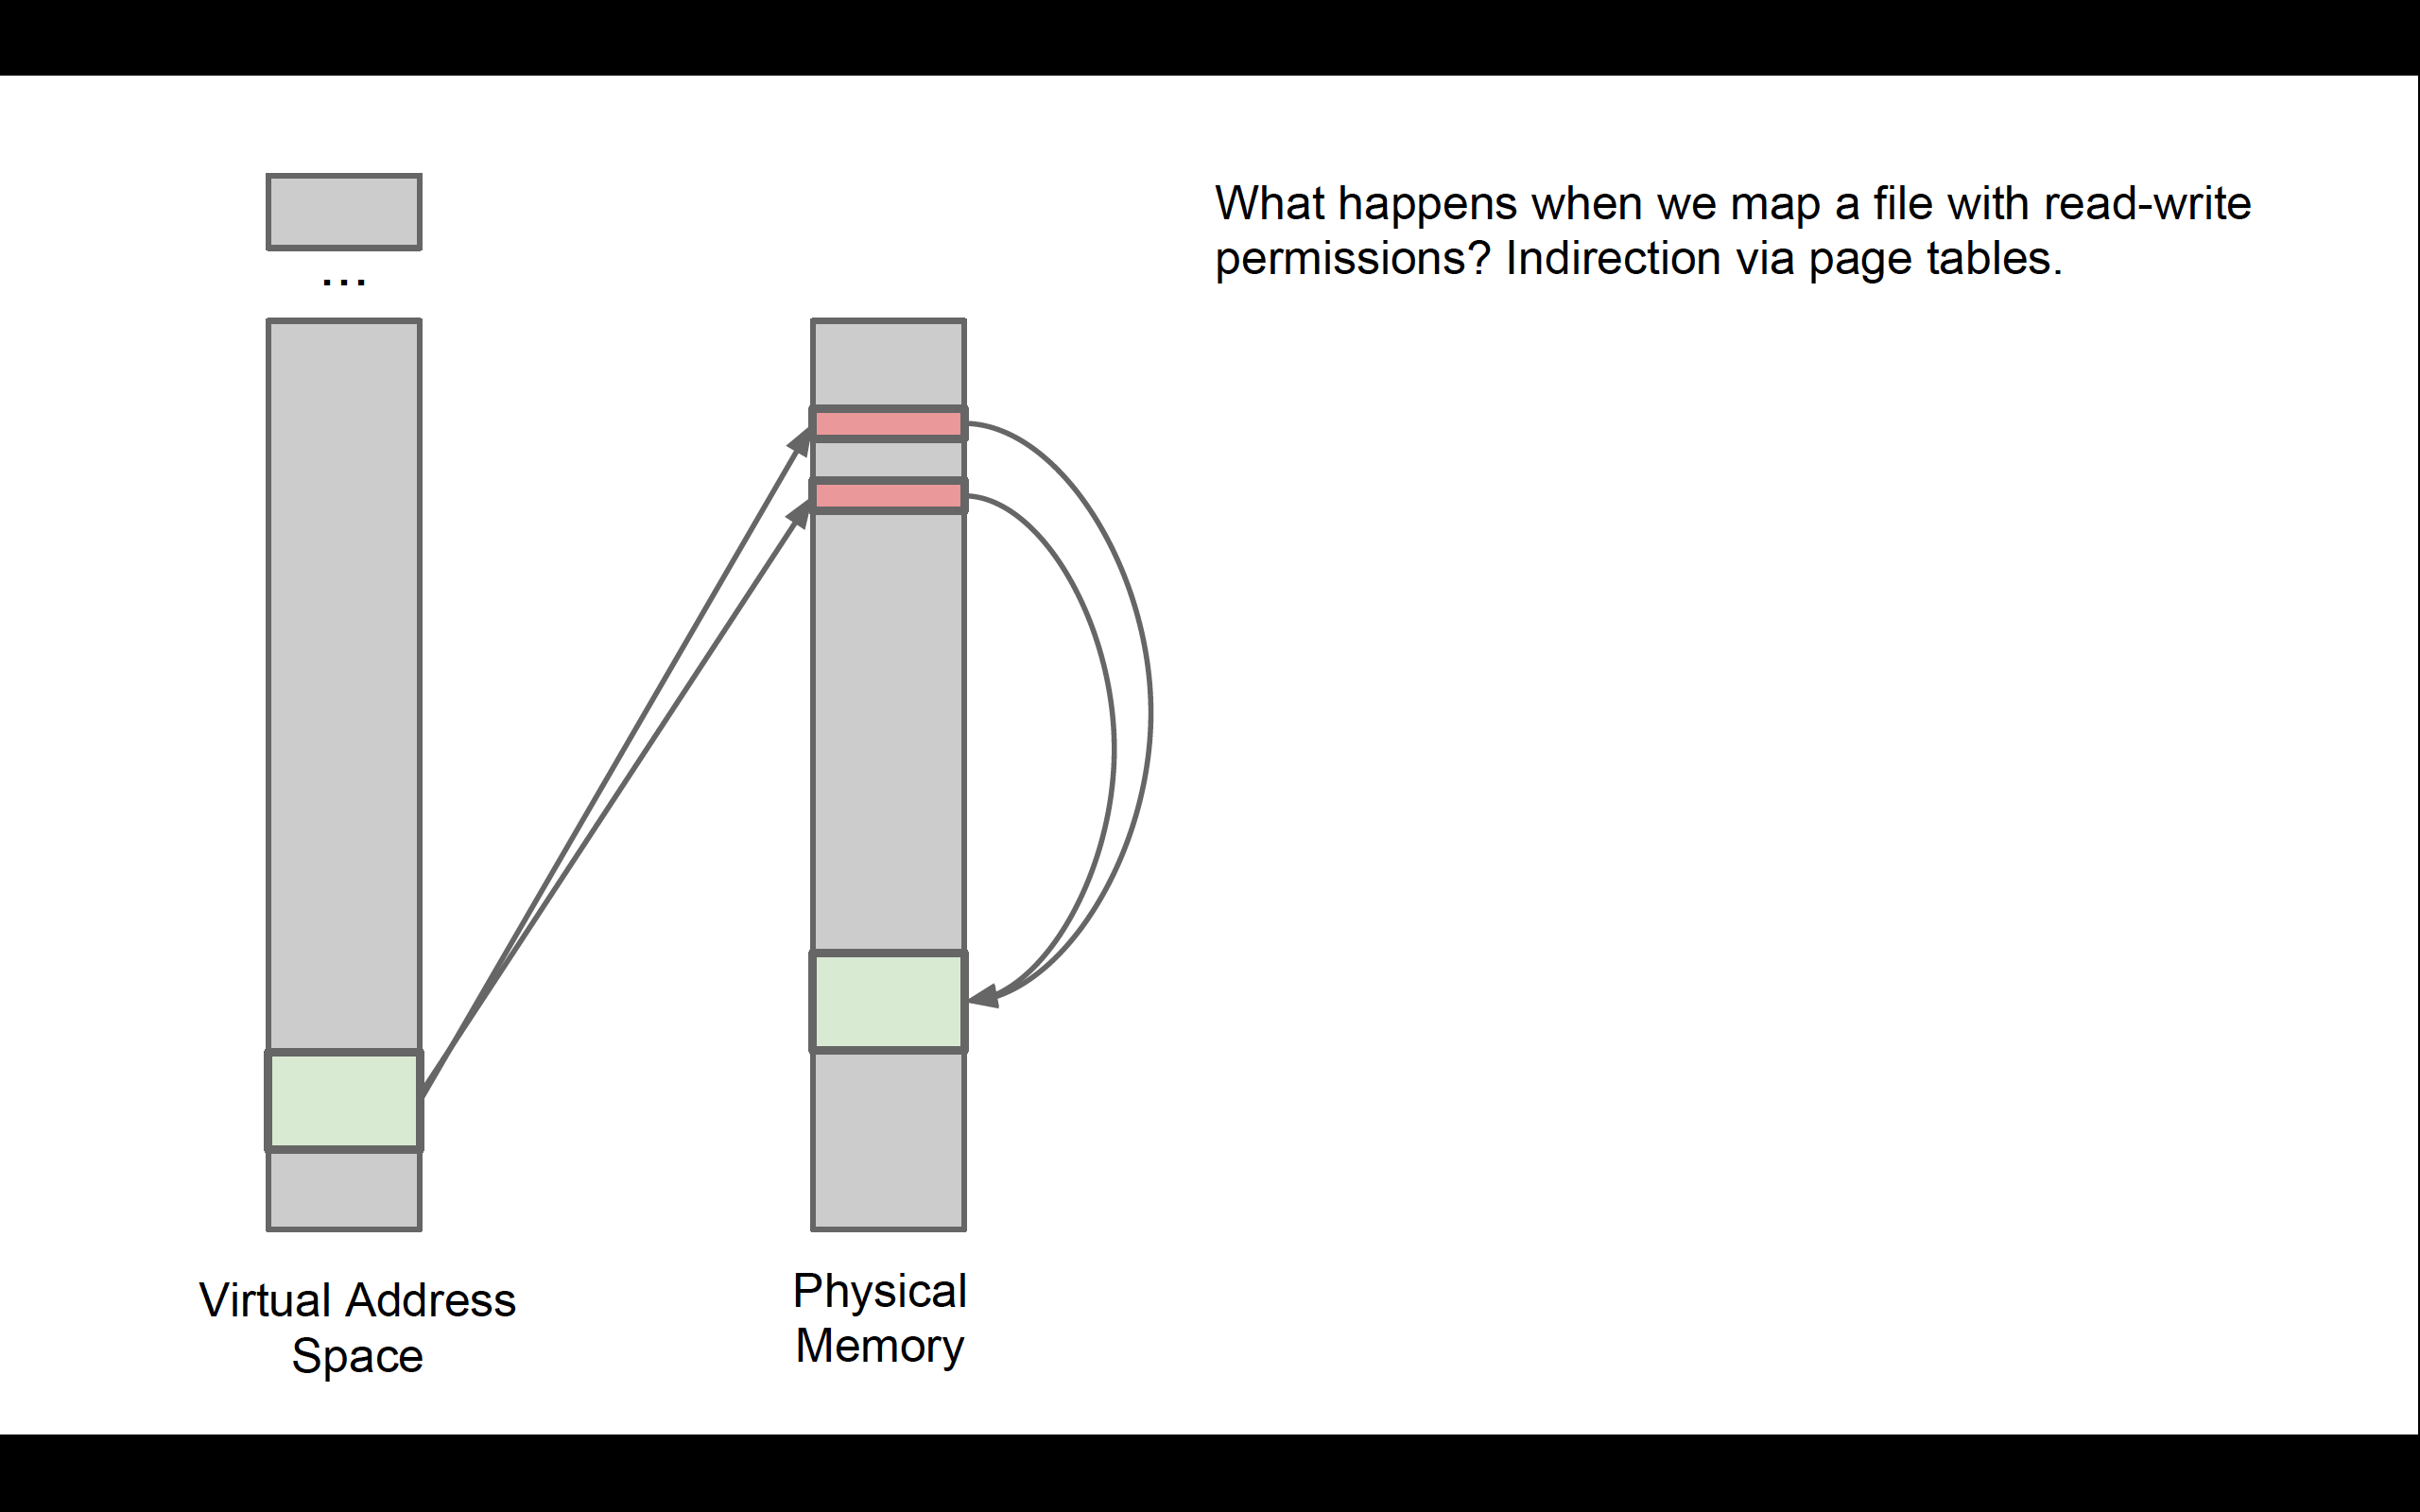 What happens when we map a file with read-write
permissions? Indirection via page tables.
...
Virtual Address
Space
Physical
Memory